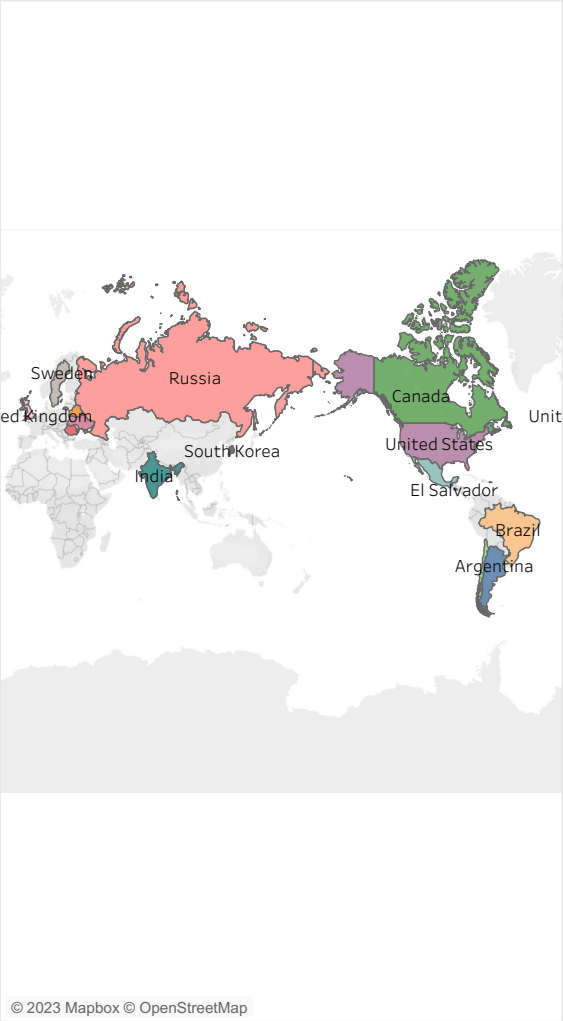 Sweden
Russia
Canada
ed Kingdom
Unit
United States
South Korea
India
El Salvador
Brazil
Argentina
© 2023 Mapbox © OpenStreetMap